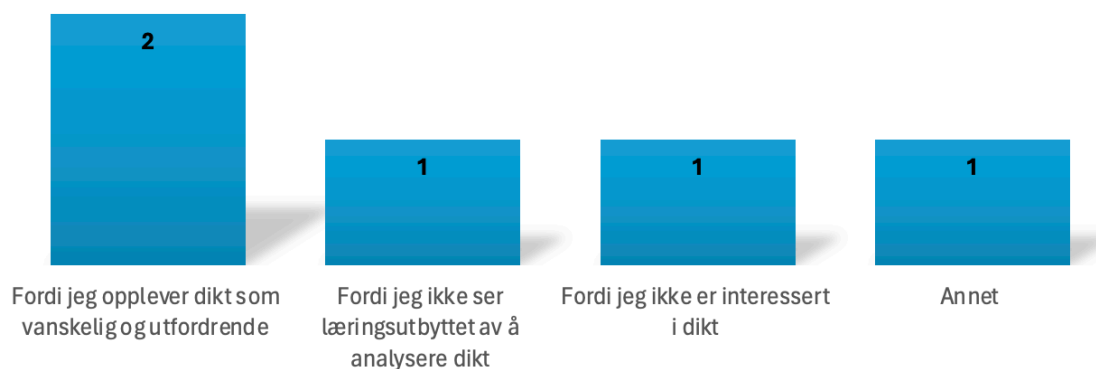 2
1
1
1
Fordi jeg opplever dikt som
vanskelig og utfordrende
Fordi jeg ikke ser
læringsutbyttet av å
analysere dikt
Fordi jeg ikke er interessert
i dikt
Annet